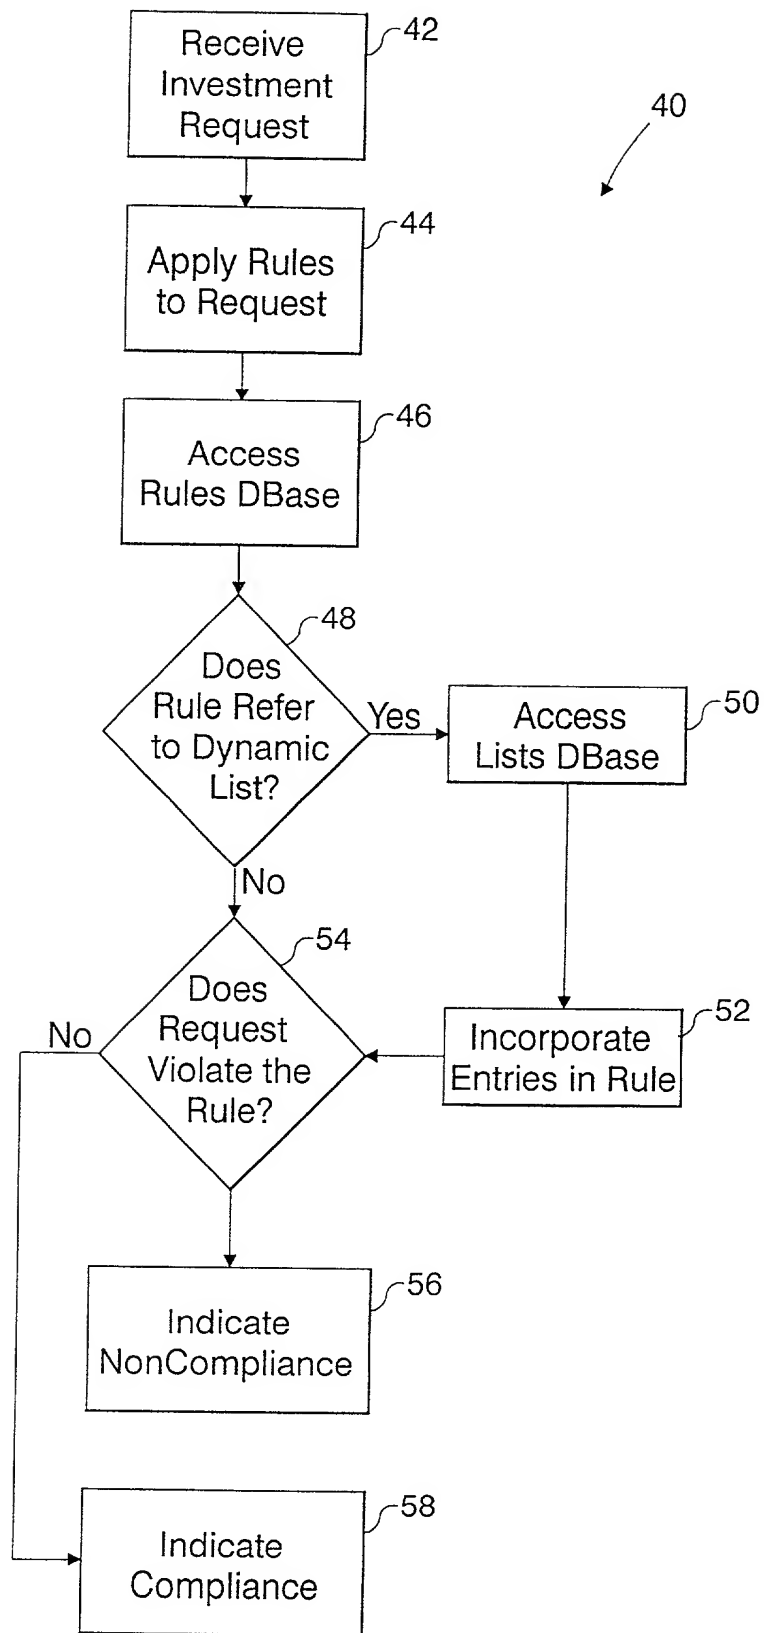 Receive
Investment
Request
42
40
Apply Rules
to Request
44
Access
Rules DBase
46
Does
Rule Refer
to Dynamic
List?
48
Yes
Access
Lists DBase
50
No
Does
Request
Violate the
Rule?
54
No
Incorporate
Entries in Rule
52
Indicate
NonCompliance
56
Indicate
Compliance
58